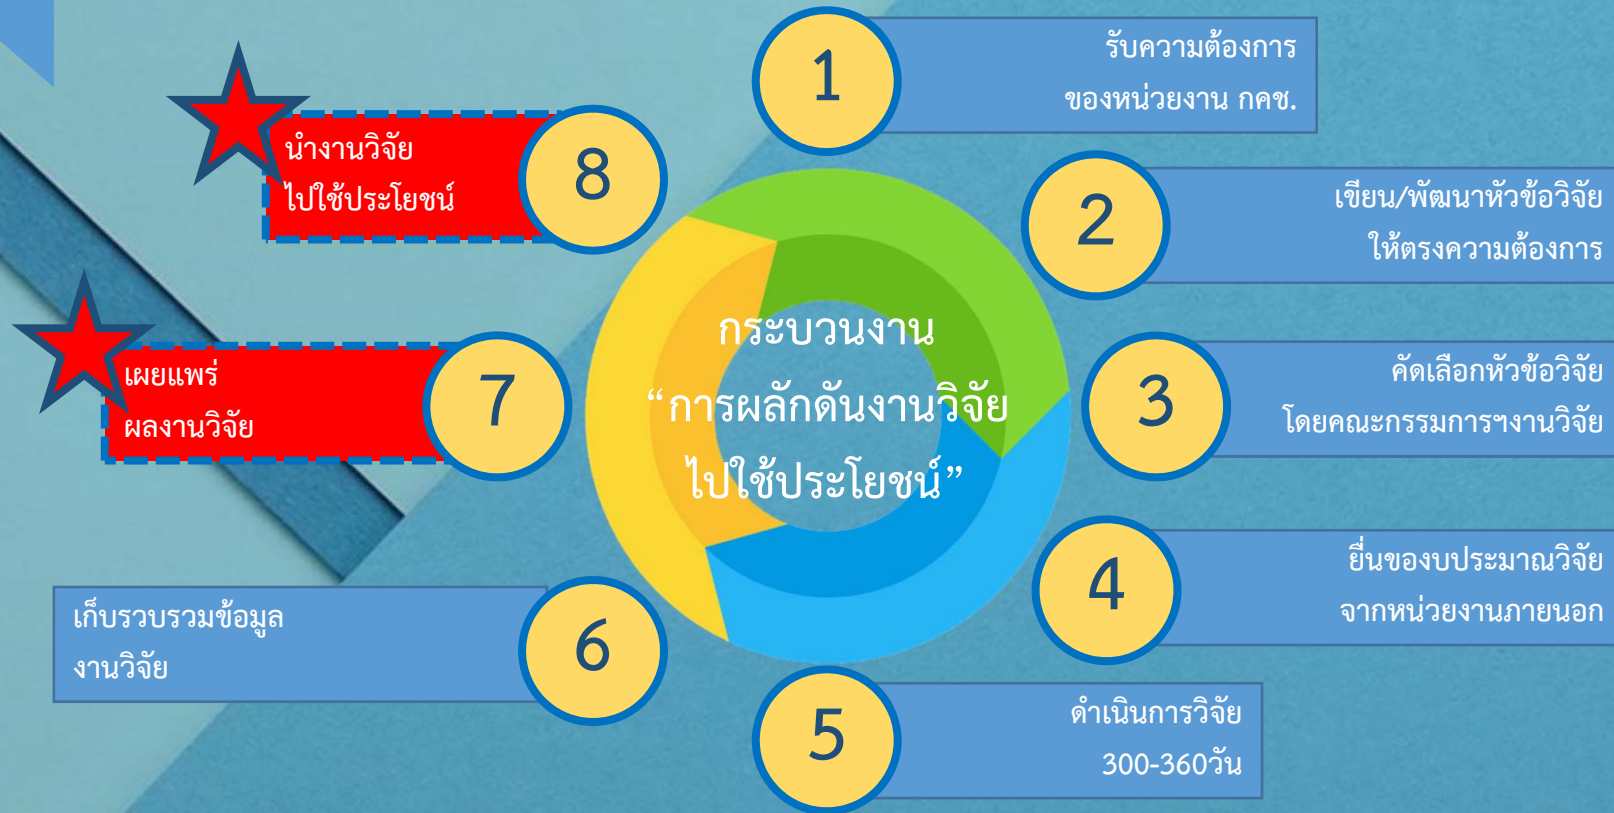 กระบวนงาน
“การผลักดันงานวิจัย
ไปใช้ประโยชน์”
1
รับความต้องการ
ของหน่วยงาน กคช.
2
เขียน/พัฒนาหัวข้อวิจัย
ให้ตรงความต้องการ
3
คัดเลือกหัวข้อวิจัย
โดยคณะกรรมการฯงานวิจัย
4
ยื่นของบประมาณวิจัย
จากหน่วยงานภายนอก
5
ดำเนินการวิจัย
300-360วัน
6
เก็บรวบรวมข้อมูล
งานวิจัย
7
เผยแพร่
ผลงานวิจัย
8
นำงานวิจัย
ไปใช้ประโยชน์